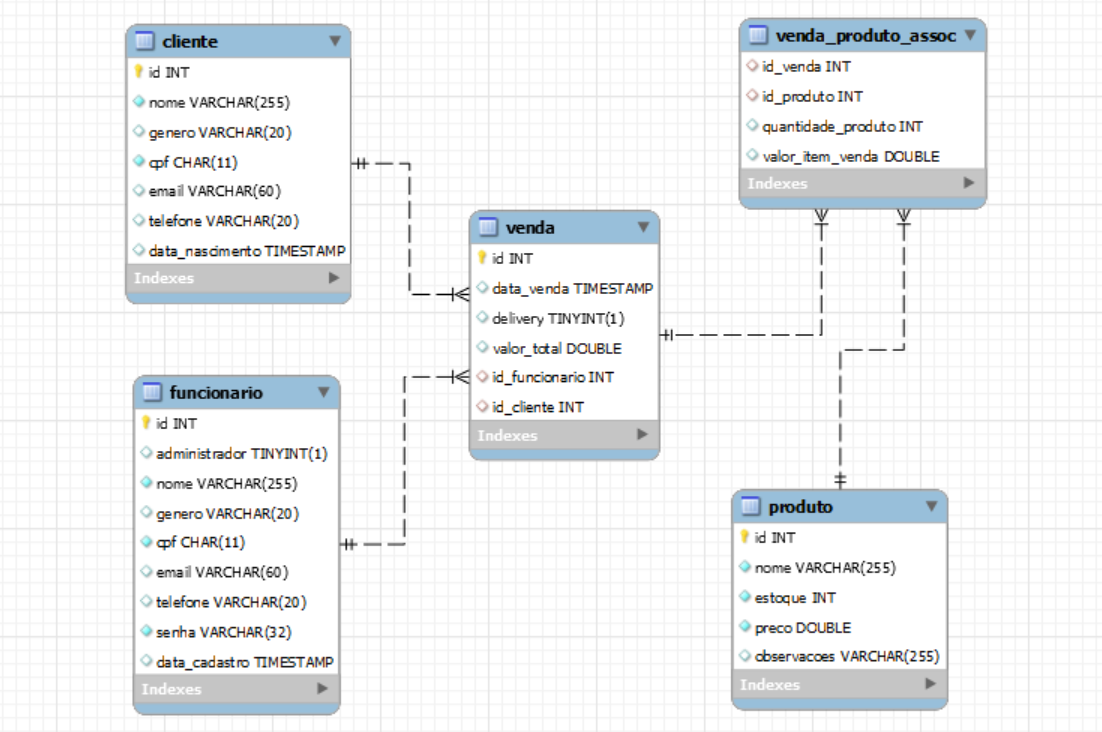 cliente
id INT
nome VARCHAR(255)
genero VARCHAR(20)
cpf CHAR(11)
email VARCHAR(60)
telefone VARCHAR(20)
data_nascimento TIMESTAMP
Indexes
funcionario
id INT
administrador TINYINT(1)
nome VARCHAR(255)
genero VARCHAR(20)
cpf CHAR(11)
email VARCHAR(60)
telefone VARCHAR(20)
senha VARCHAR(32)
data_cadastro TIMESTAMP
Indexes
venda
id INT
data_venda TIMESTAMP
delivery TINYINT(1)
valor_total DOUBLE
id_funcionario INT
id_cliente INT
Indexes
venda_produto_assoc
id_venda INT
id_produto INT
quantidade_produto INT
valor_item_venda DOUBLE
Indexes
produto
id INT
nome VARCHAR(255)
estoque INT
preco DOUBLE
observacoes VARCHAR(255)
Indexes